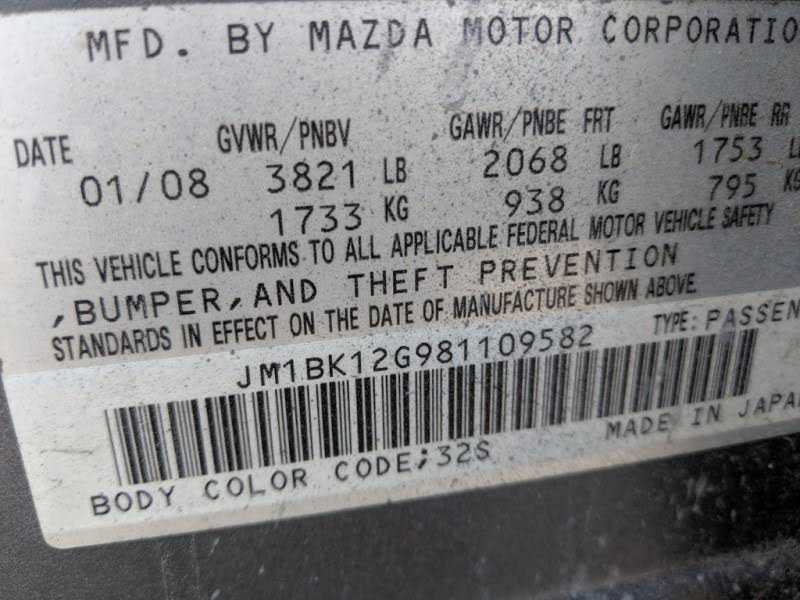 MFD. BY MAZDA MOTOR CORPORATIO
DATE GVWR/PNBV GAWR/PNBE FRT GAWR/PNBE RR
01/08 3821 LB 2068 LB 1753 L
1733 KG 938 KG 795 KG
THIS VEHICLE CONFORMS TO ALL APPLICABLE FEDERAL MOTOR VEHICLE SAFETY
,BUMPER,AND THEFT PREVENTION
STANDARDS IN EFFECT ON THE DATE OF MANUFACTURE SHOWN ABOVE.
JM1BK12G981109582 TYPE: PASSEN
BODY COLOR CODE;32S MADE IN JAPA